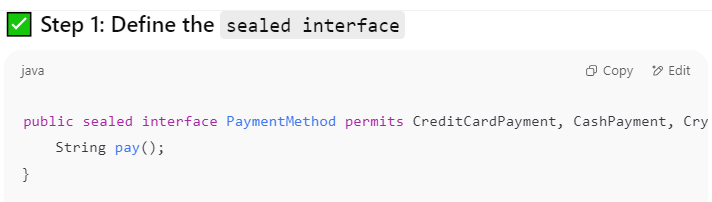 ✅ Step 1: Define the sealed interface
java Copy Edit
public sealed interface PaymentMethod permits CreditCardPayment, CashPayment, Cry
String pay();
}